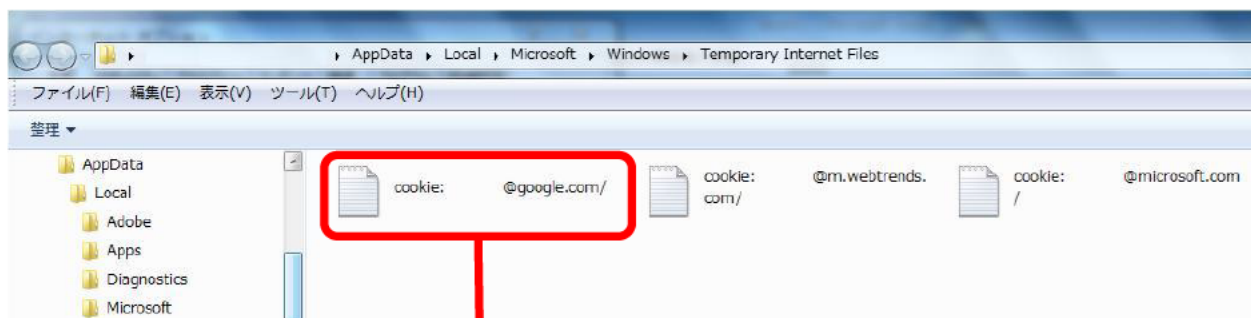 AppData Local Microsoft Windows Temporary Internet Files
ファイル(F) 編集(E) 表示(V) ツール(T) ヘルプ(H)
整理
AppData
Local
Adobe
Apps
Diagnostics
Microsoft
cookie: @google.com/
cookie: @m.webtrends.
com/
cookie: @microsoft.com
/